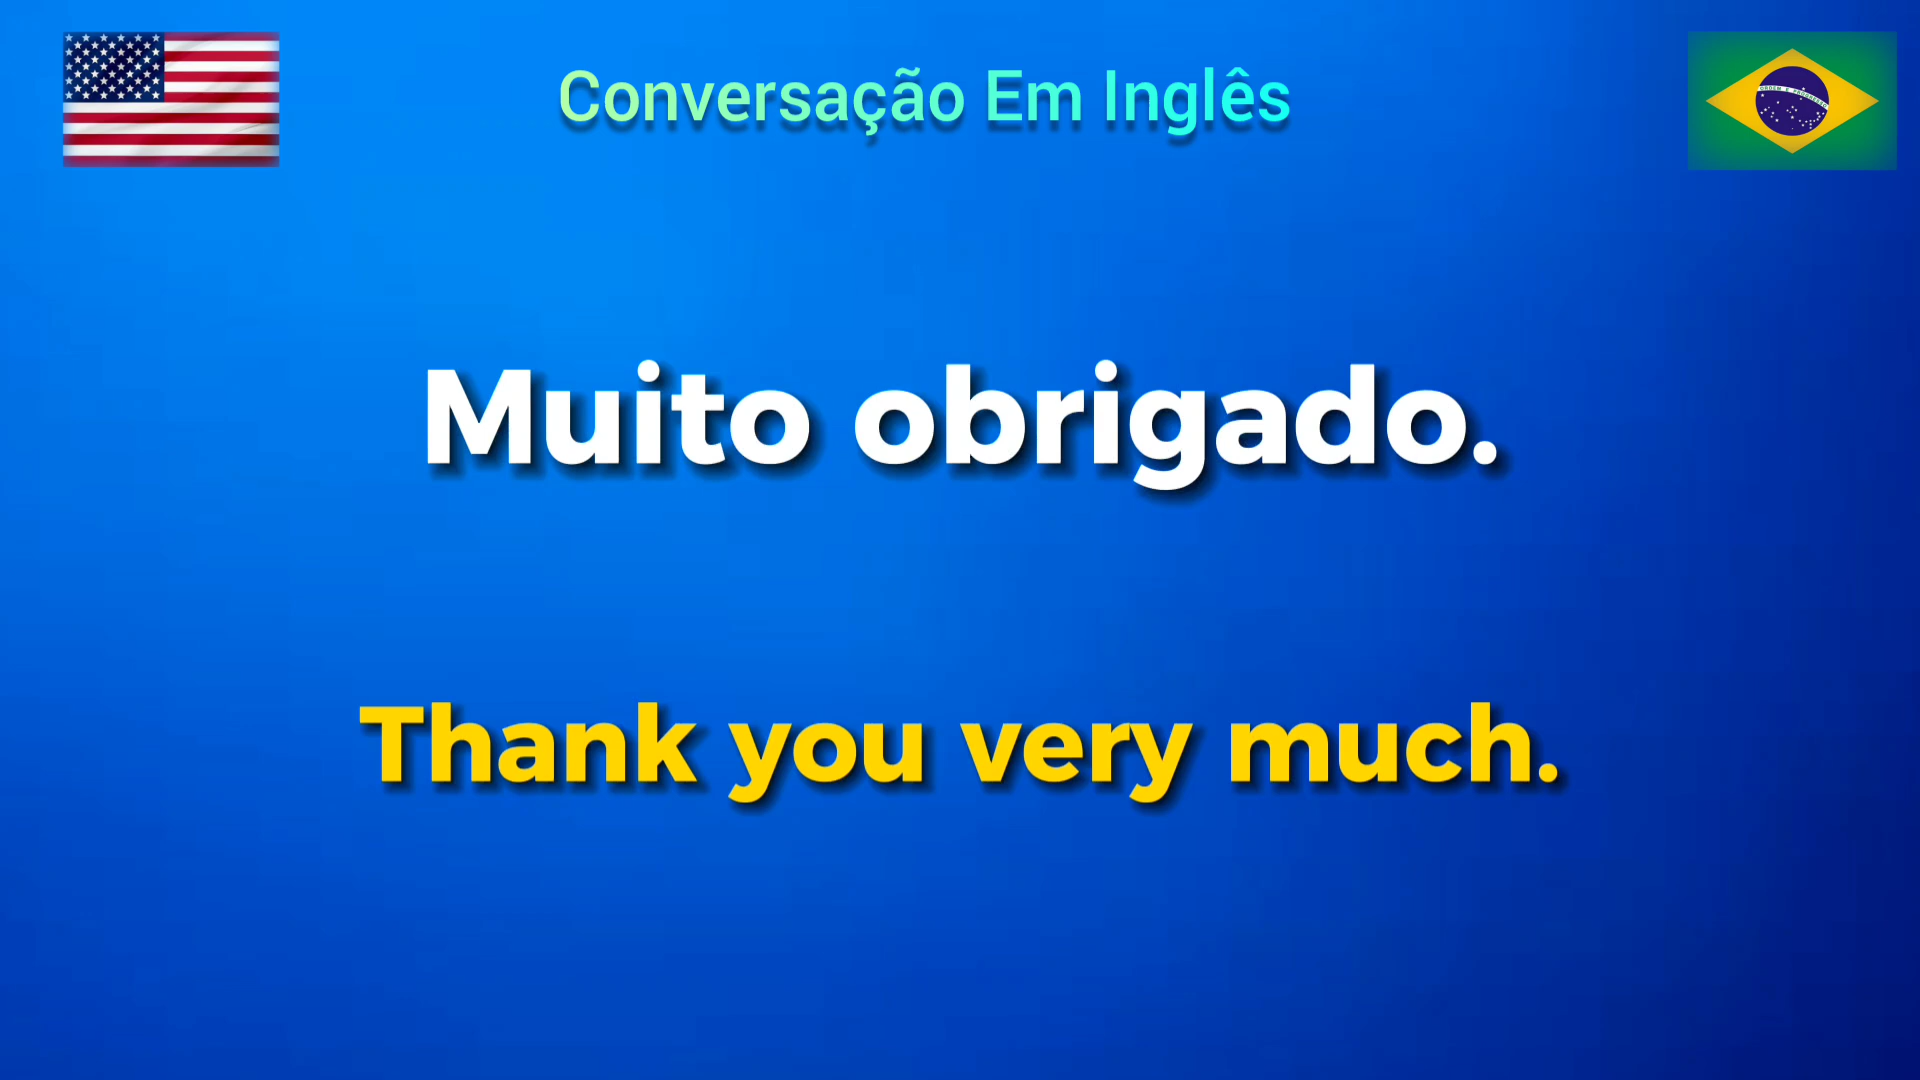 Conversação Em Inglês
Muito obrigado.
Thank you very much.